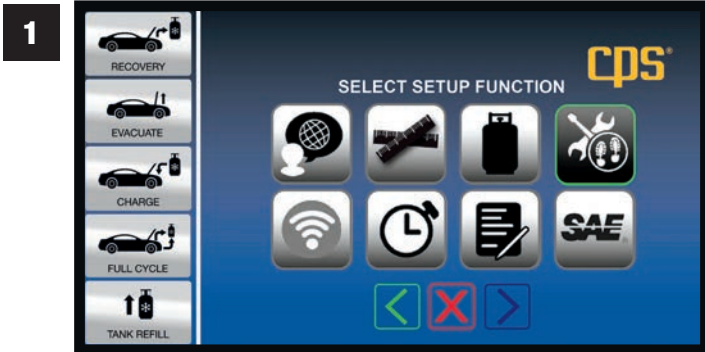 1
RECOVERY
EVACUATE
CHARGE
FULL CYCLE
TANK REFILL
cps®
SELECT SETUP FUNCTION
SAE